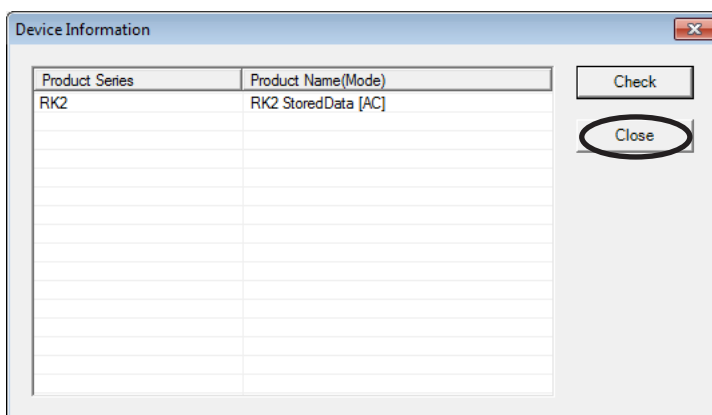 Device Information
Product Series Product Name(Mode)
RK2 RK2 StoredData [AC]
Check
Close